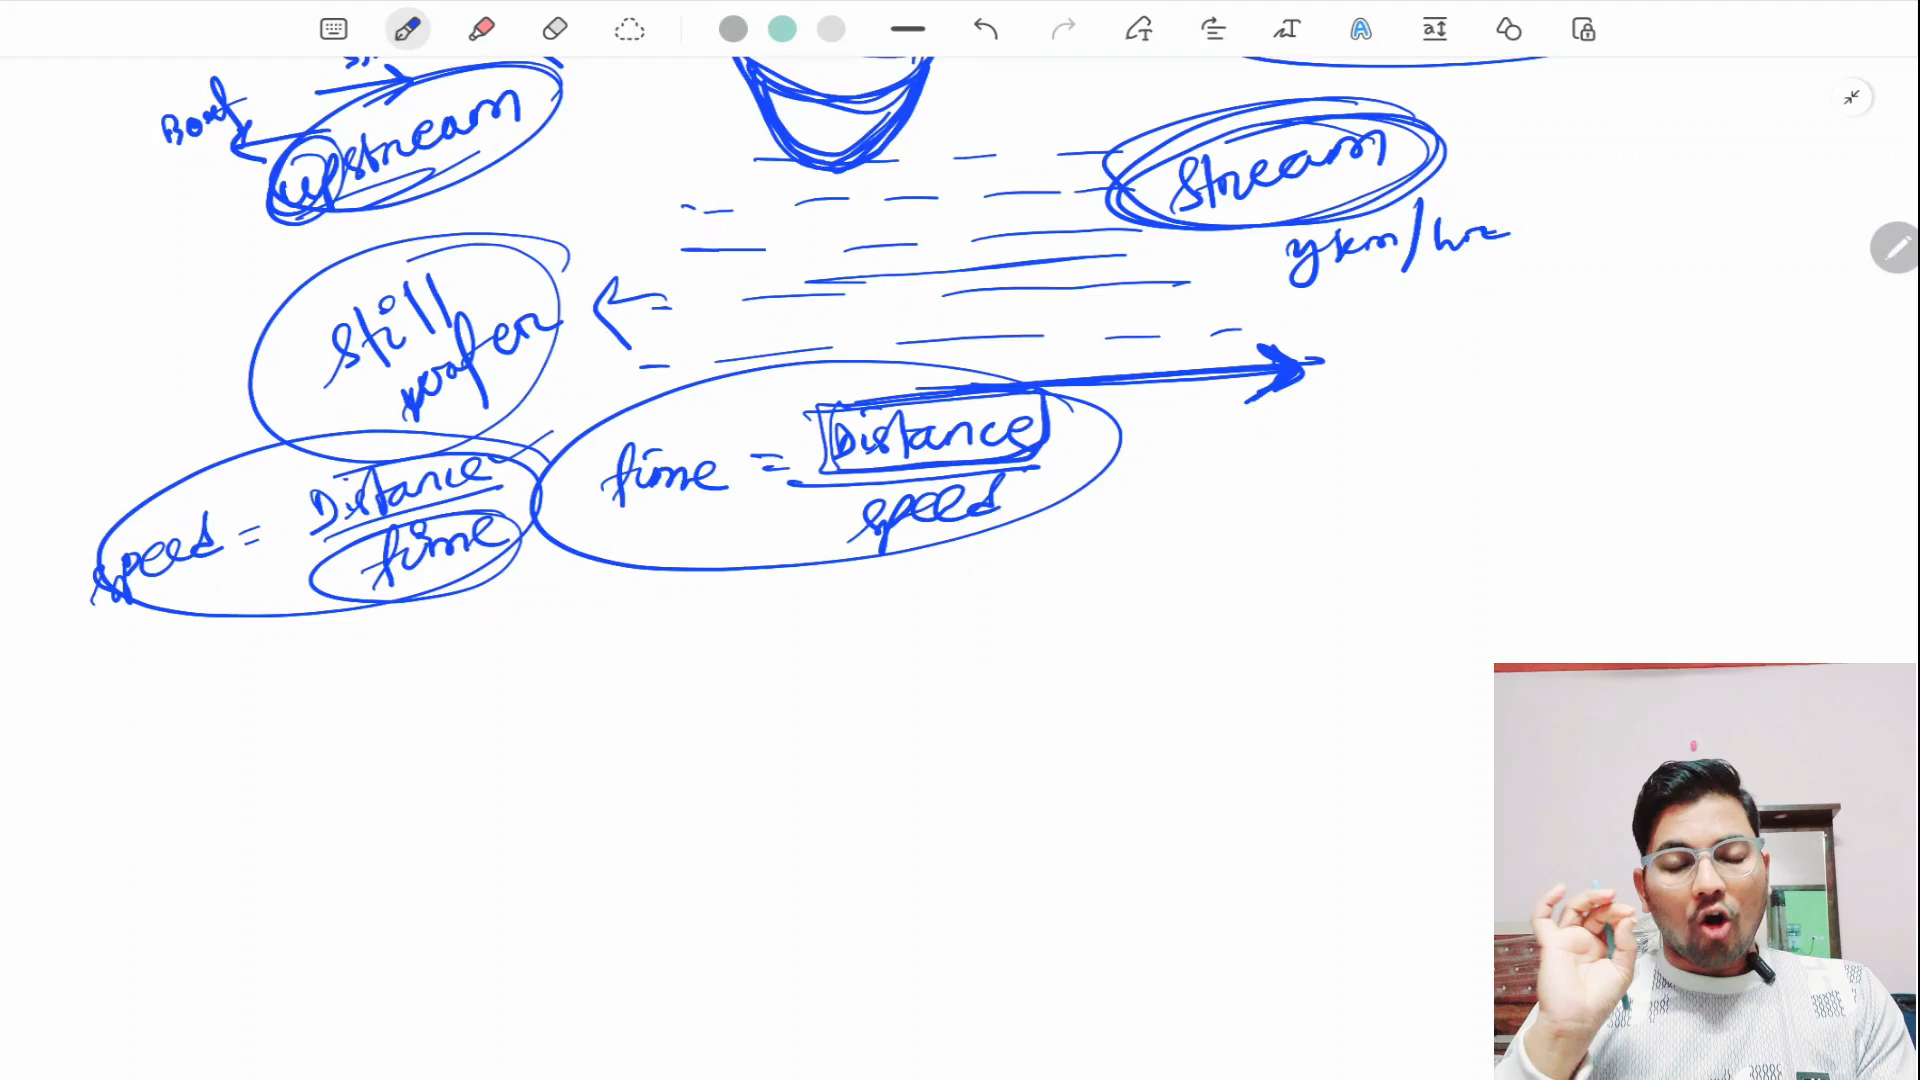 Boat
upstream
Stream
y km/hr
still
water
time = Distance
speed
speed = Distance
time